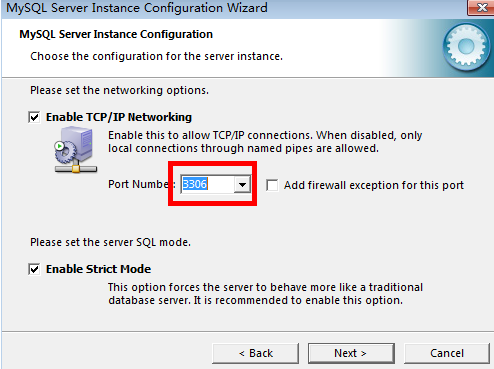 MySQL Server Instance Configuration Wizard
MySQL Server Instance Configuration
Choose the configuration for the server instance.
Please set the networking options.
Enable TCP/IP Networking
Enable this to allow TCP/IP connections. When disabled, only
local connections through named pipes are allowed.
Port Number: 3306 Add firewall exception for this port
Please set the server SQL mode.
Enable Strict Mode
This option forces the server to behave more like a traditional
database server. It is recommended to enable this option.
< Back Next > Cancel